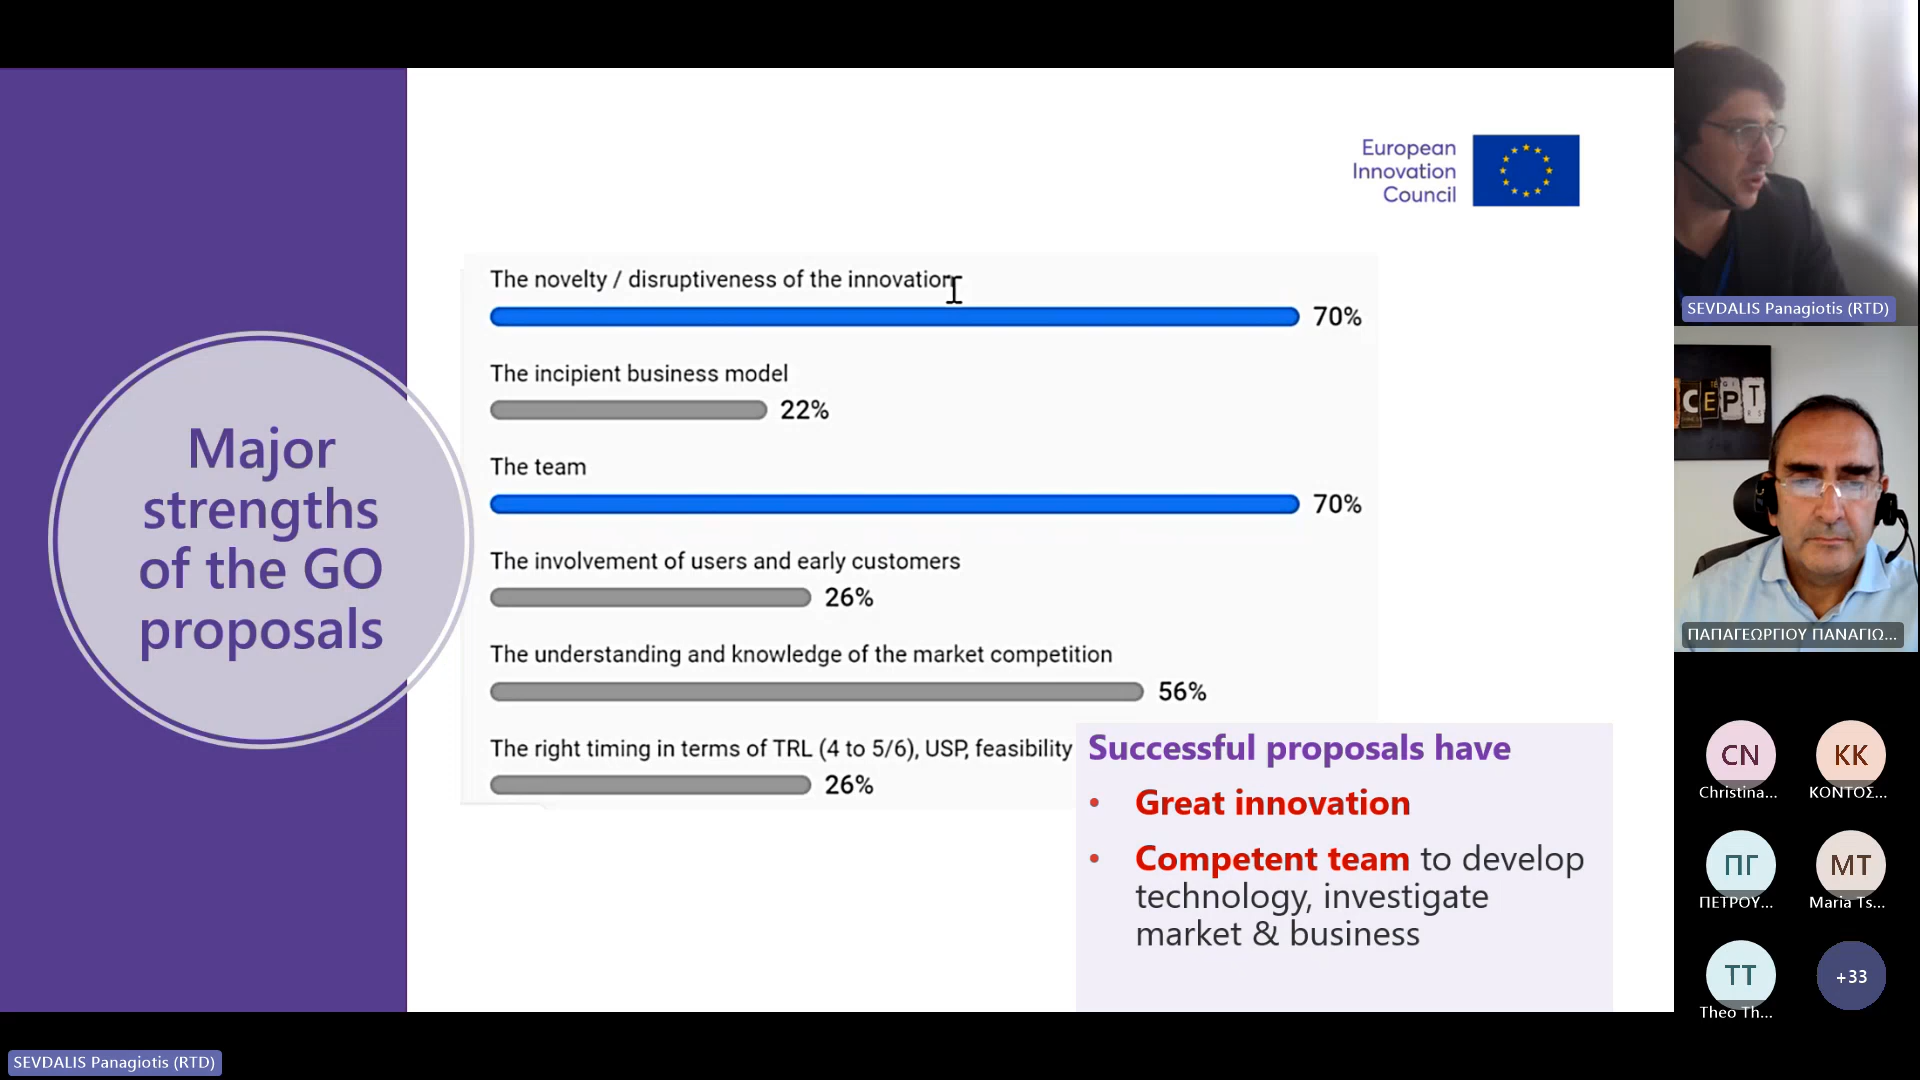 Major
strengths
of the GO
proposals
European
Innovation
Council
The novelty / disruptiveness of the innovation
70%
The incipient business model
22%
The team
70%
The involvement of users and early customers
26%
The understanding and knowledge of the market competition
56%
The right timing in terms of TRL (4 to 5/6), USP, feasibility
26%
Successful proposals have
• Great innovation
• Competent team to develop
technology, investigate
market & business
SEVDALIS Panagiotis (RTD)
CEPT
ΠΑΠΑΓΕΩΡΓΙΟΥ ΠΑΝΑΓΙΩ...
CN
Christina...
KK
ΚΟΝΤΟΣ...
ΠΓ
ΠΕΤΡΟΥ...
MT
Maria Ts...
TT
Theo Th...
+33
SEVDALIS Panagiotis (RTD)